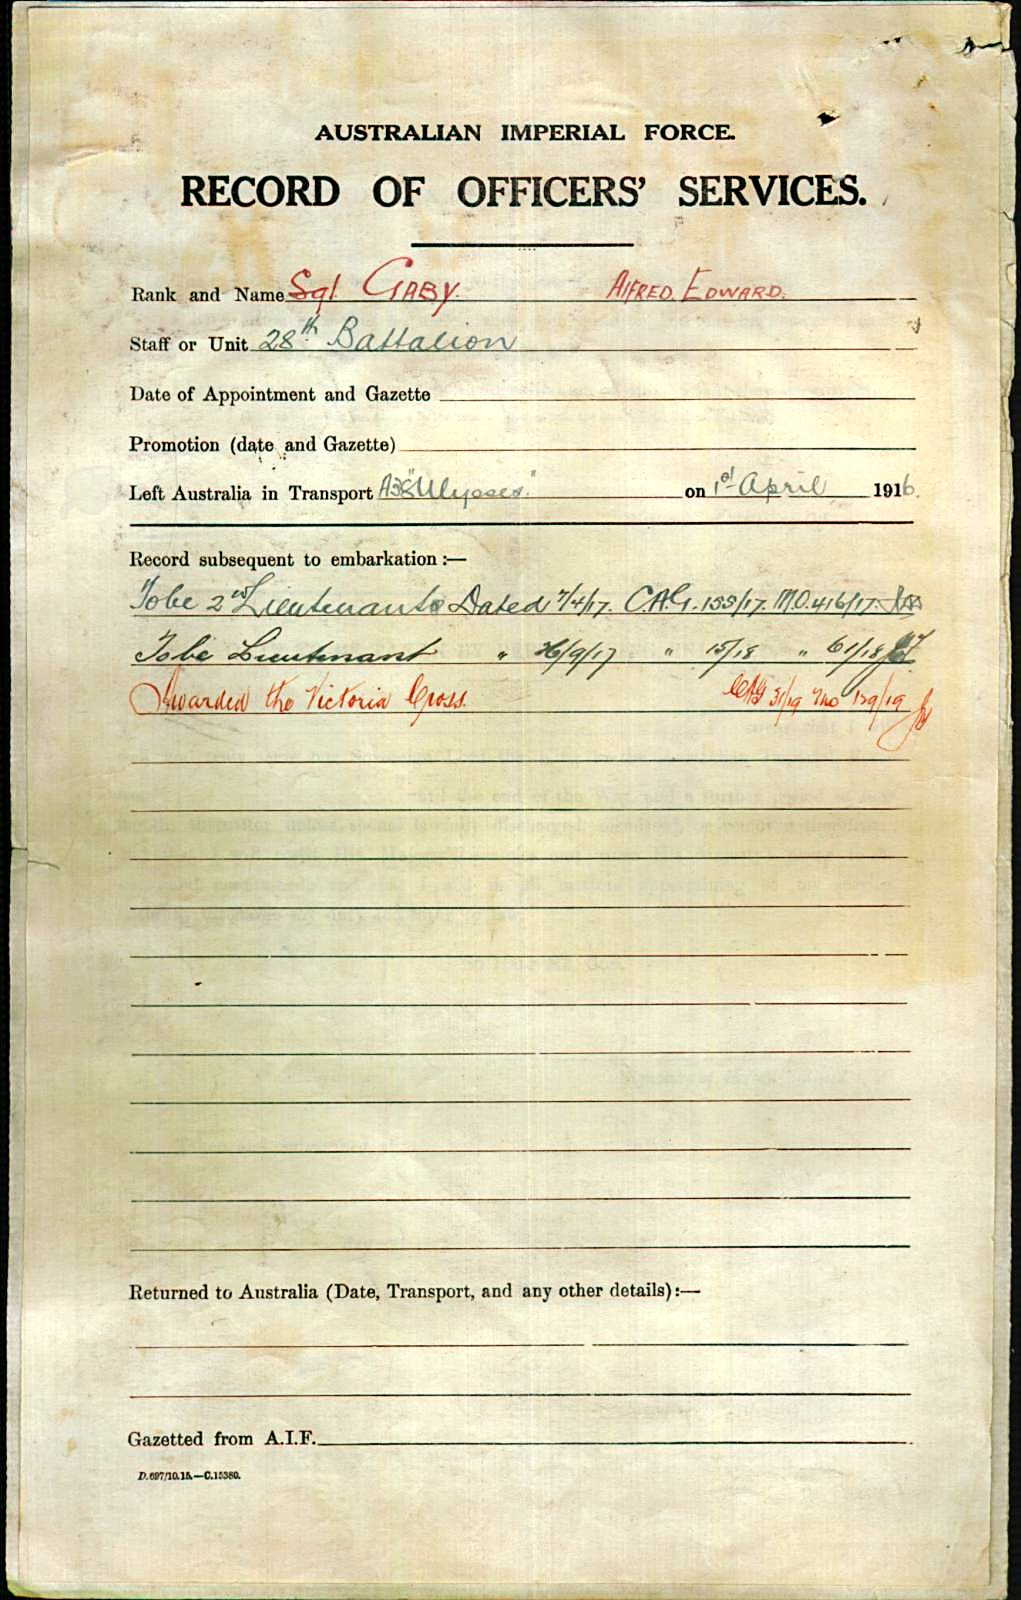 AUSTRALIAN IMPERIAL FORCE.
RECORD OF OFFICERS' SERVICES.
Rank and Name Sgt GABY. ALFRED. EDWARD.
Staff or Unit 28th Battalion
Date of Appointment and Gazette
Promotion (date and Gazette)
Left Australia in Transport A38 "Ulysses" on 1st April 1916.
Record subsequent to embarkation :—
To be 2nd Lieutenants Dated 7/4/17. C.A.G. 155/17. M.O. 416/17.
To be Lieutenant " 26/9/17 " 15/18 " 61/18
Awarded the Victoria Cross. CAG 31/19 Mo 129/19
Returned to Australia (Date, Transport, and any other details) :—
Gazetted from A.I.F.
D.697/10.15.—C.15380.